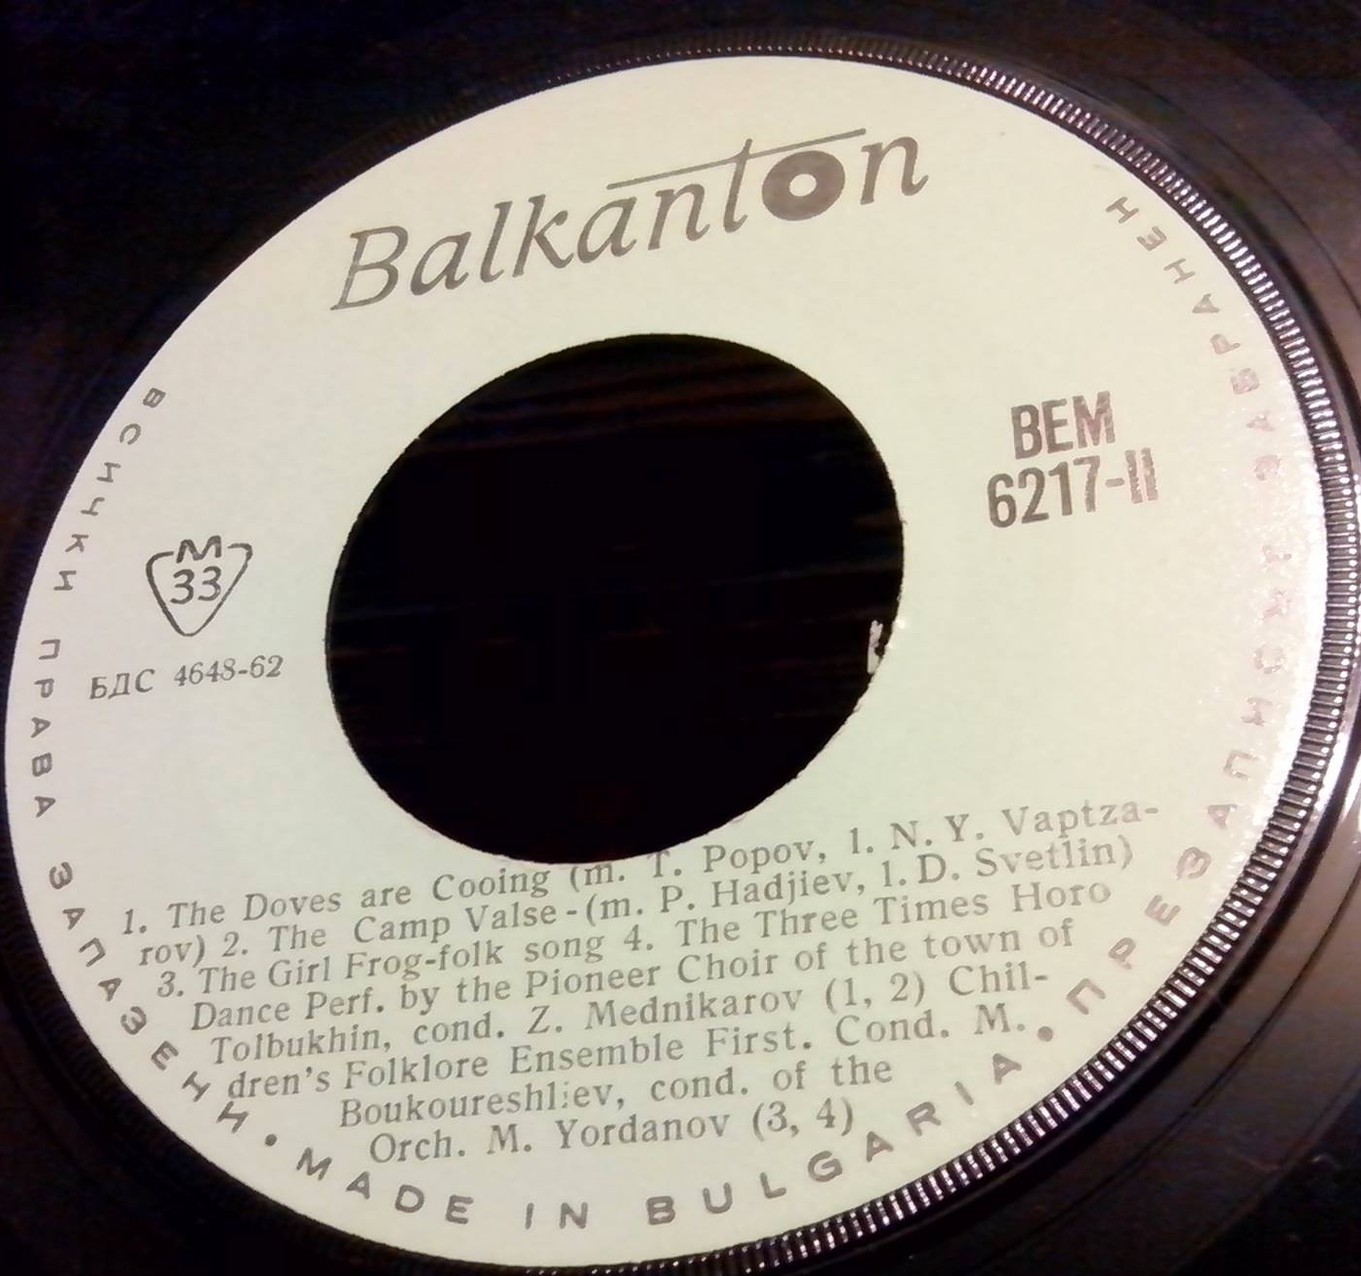 Balkanton
BEM
6217-II
M
33
БДС 4648-62
1. The Doves are Cooing (m. T. Popov, l. N. Y. Vaptza-
rov) 2. The Camp Valse - (m. P. Hadjiev, l. D. Svetlin)
3. The Girl Frog-folk song 4. The Three Times Horo
Dance Perf. by the Pioneer Choir of the town of
Tolbukhin, cond. Z. Mednikarov (1, 2) Chil-
dren's Folklore Ensemble First. Cond. M.
Boukoureshliev, cond. of the
Orch. M. Yordanov (3, 4)
ВСИЧКИ ПРАВА ЗАПАЗЕНИ • MADE IN BULGARIA • ПРЕЗАПИСЪТ Е ЗАБРАНЕН